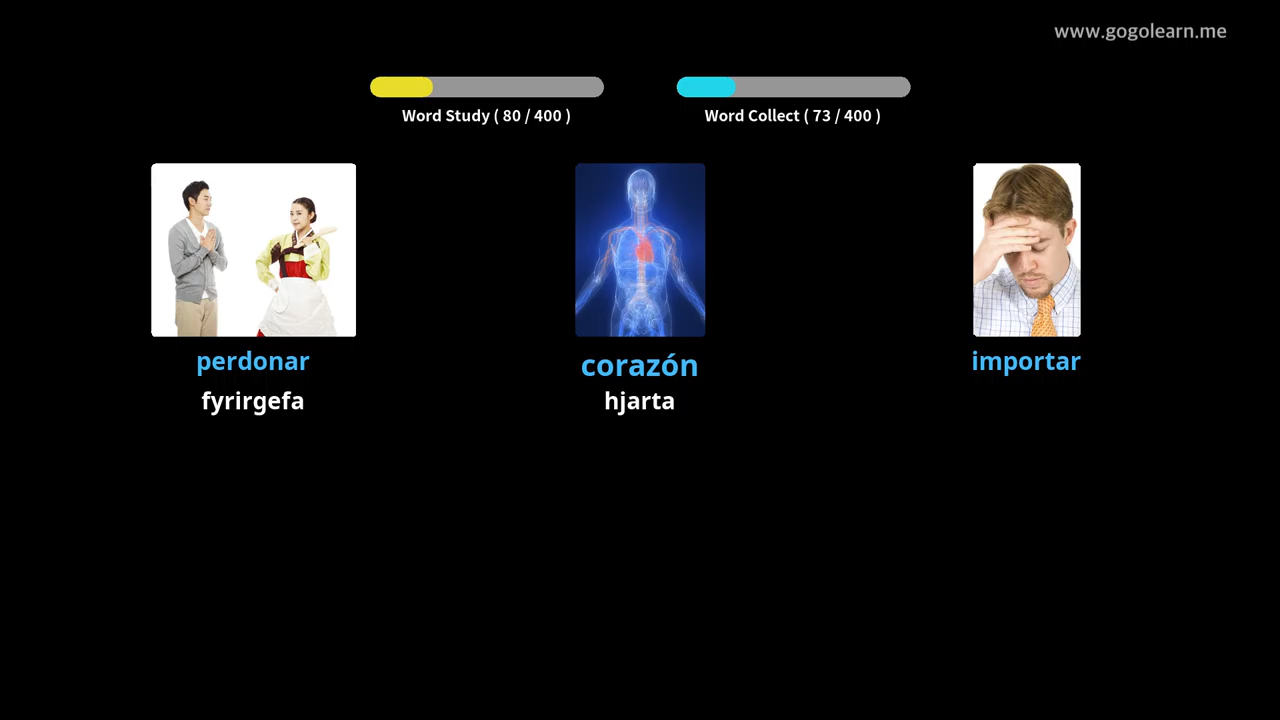 www.gogolearn.me
Word Study ( 80 / 400 )
Word Collect ( 73 / 400 )
perdonar
corazón
importar
fyrirgefa
hjarta